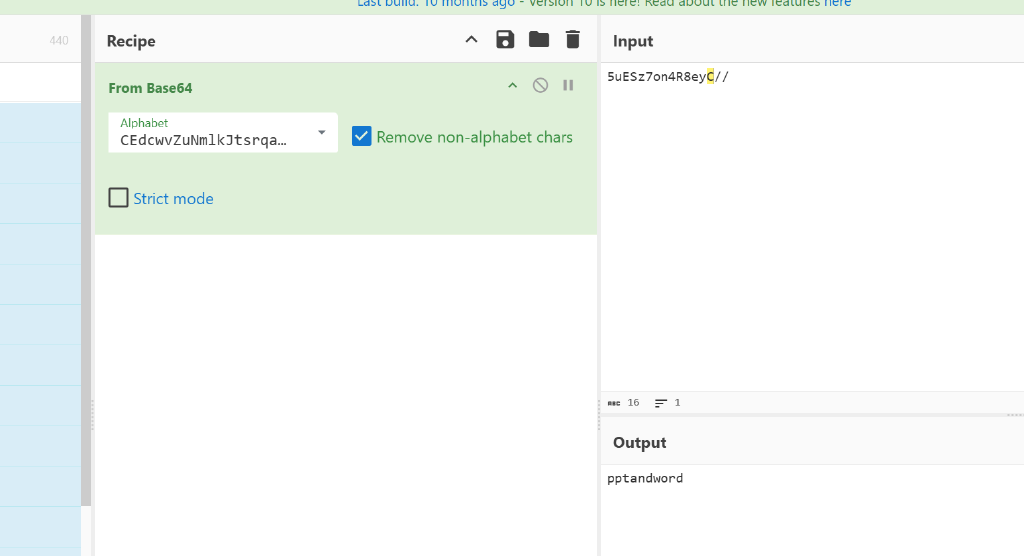 Last build: 10 months ago - Version 10 is here! Read about the new features here
440
Recipe
From Base64
Alphabet
CEdcwvZuNmlkJtsrqa…
Remove non-alphabet chars
Strict mode
Input
5uESz7on4R8eyC//
ABC 16 1
Output
pptandword